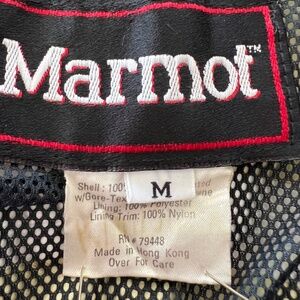 Marmot™
Shell: 100
M
w/Gore-Tex
Lining: 100% Polyester
Lining Trim: 100% Nylon
RN# 79448
Made in Hong Kong
Over For Care